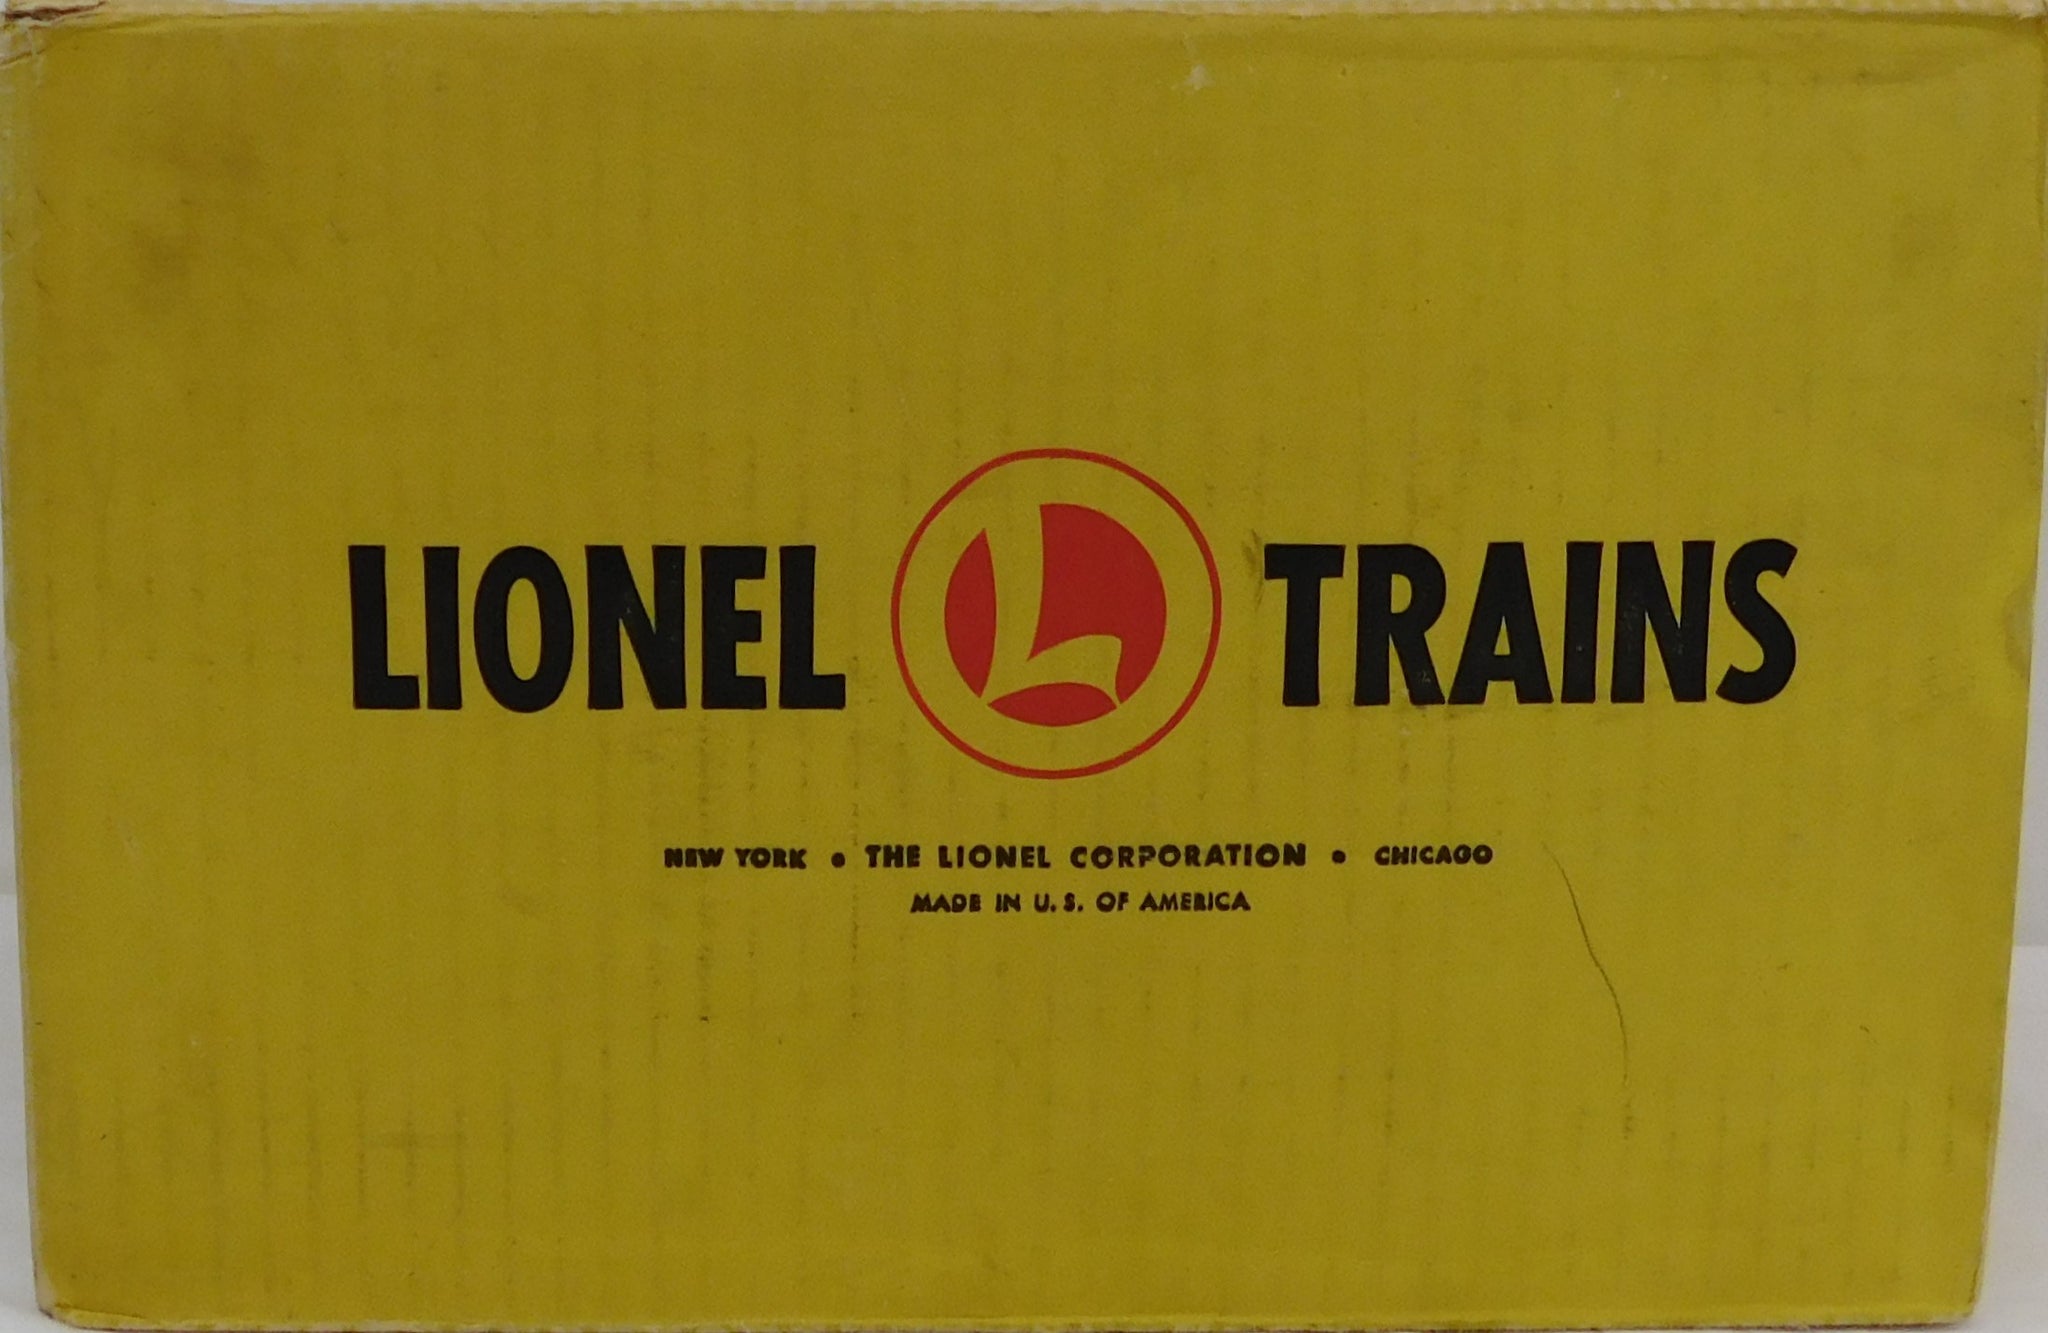 LIONEL L TRAINS
NEW YORK • THE LIONEL CORPORATION • CHICAGO
MADE IN U. S. OF AMERICA